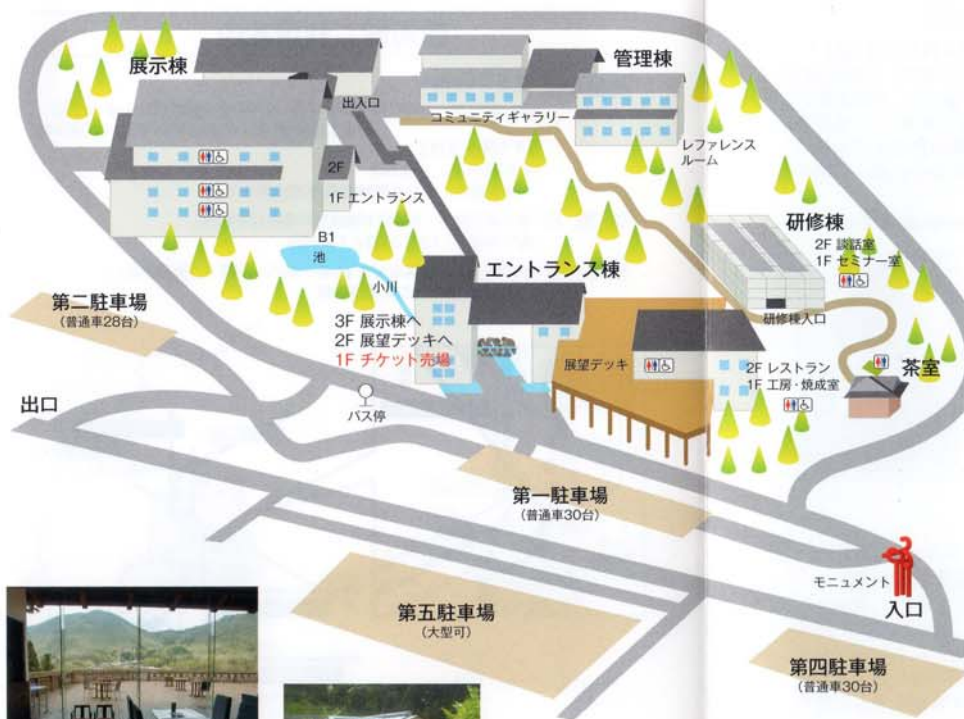 展示棟
管理棟
出入口
コミュニティギャラリー
レファレンス
ルーム
2F
1F エントランス
研修棟
2F 談話室
1F セミナー室
B1
池
エントランス棟
小川
研修棟入口
第二駐車場
(普通車28台)
3F 展示棟へ
2F 展望デッキへ
1F チケット売場
展望デッキ
2F レストラン
1F 工房・焼成室
茶室
出口
バス停
第一駐車場
(普通車30台)
モニュメント
入口
第五駐車場
(大型可)
第四駐車場
(普通車30台)